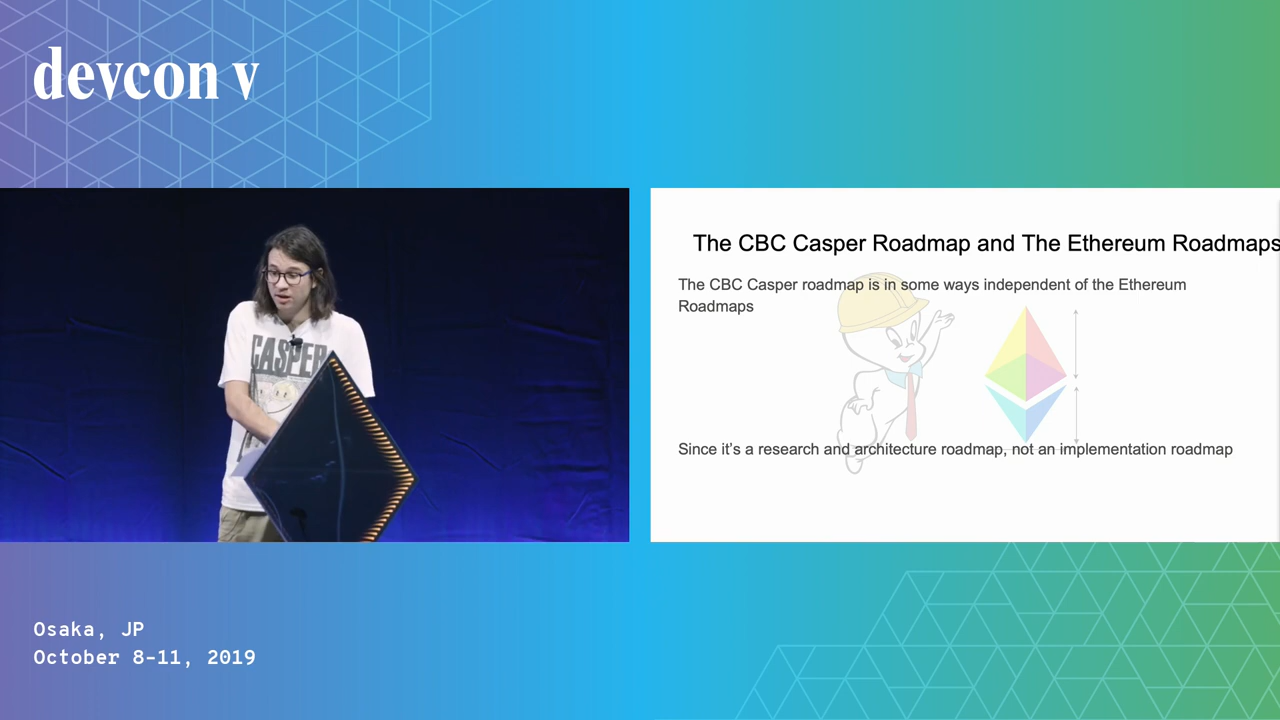 devcon v
CASPER
The CBC Casper Roadmap and The Ethereum Roadmaps
The CBC Casper roadmap is in some ways independent of the Ethereum
Roadmaps
Since it’s a research and architecture roadmap, not an implementation roadmap
Osaka, JP
October 8-11, 2019